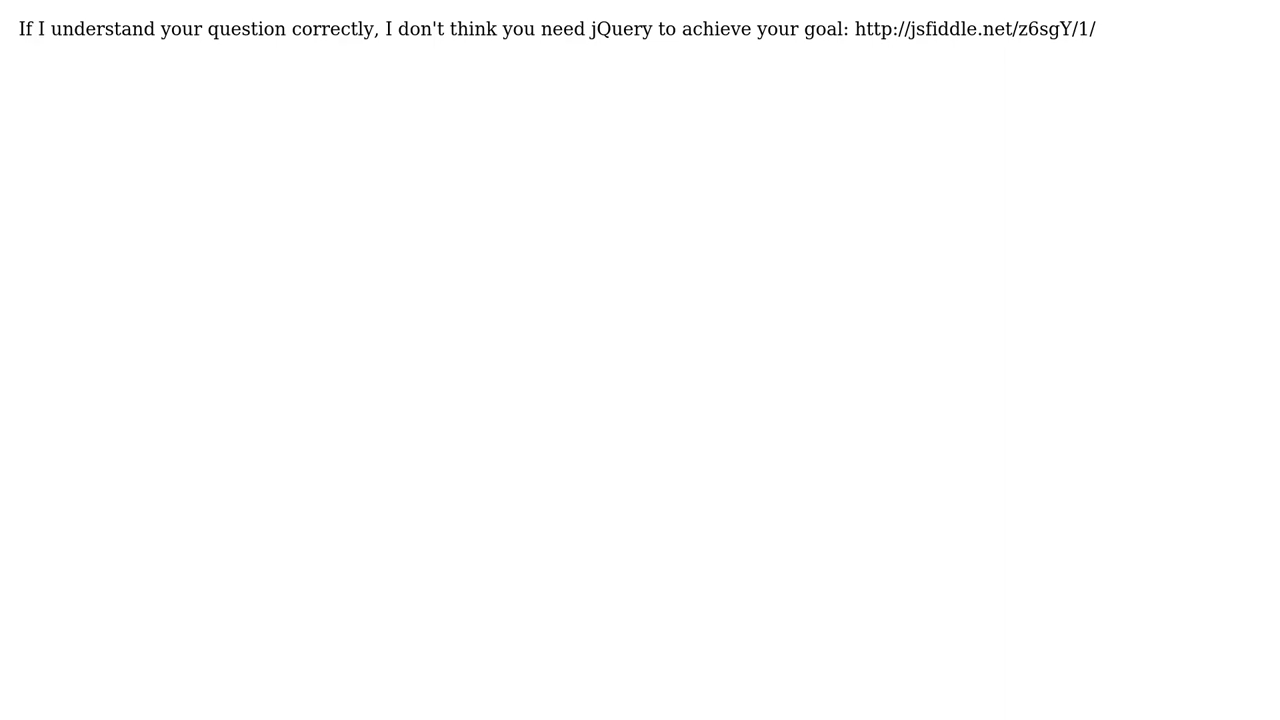 If I understand your question correctly, I don't think you need jQuery to achieve your goal: http://jsfiddle.net/z6sgY/1/